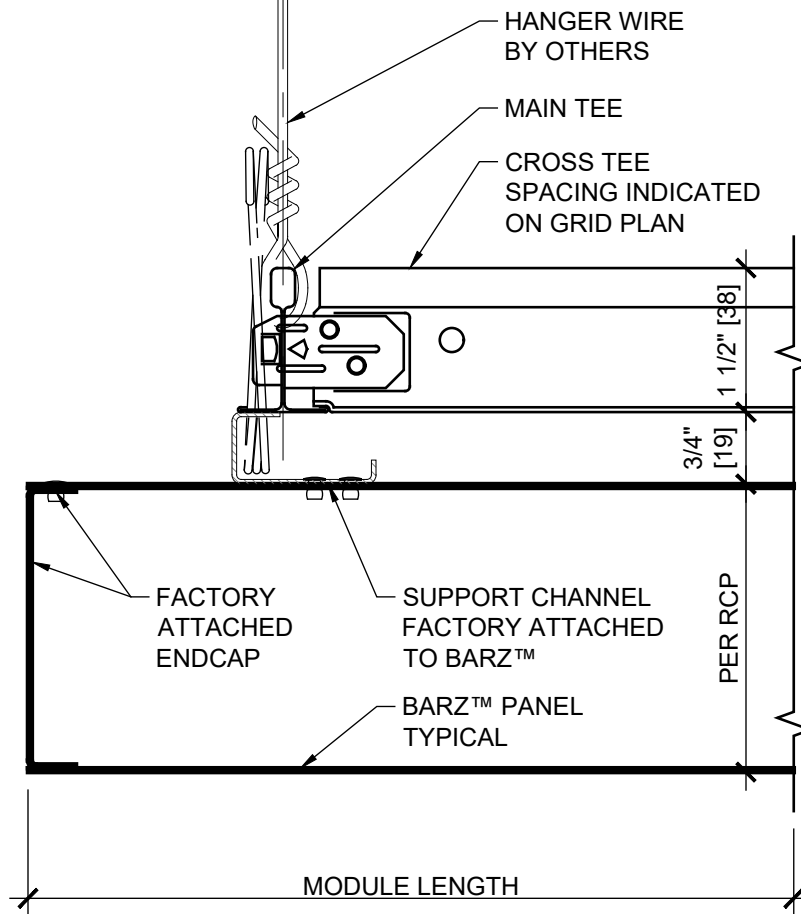 HANGER WIRE
BY OTHERS
MAIN TEE
CROSS TEE
SPACING INDICATED
ON GRID PLAN
1 1/2" [38]
3/4"
[19]
FACTORY
ATTACHED
ENDCAP
SUPPORT CHANNEL
FACTORY ATTACHED
TO BARZ™
PER RCP
BARZ™ PANEL
TYPICAL
MODULE LENGTH